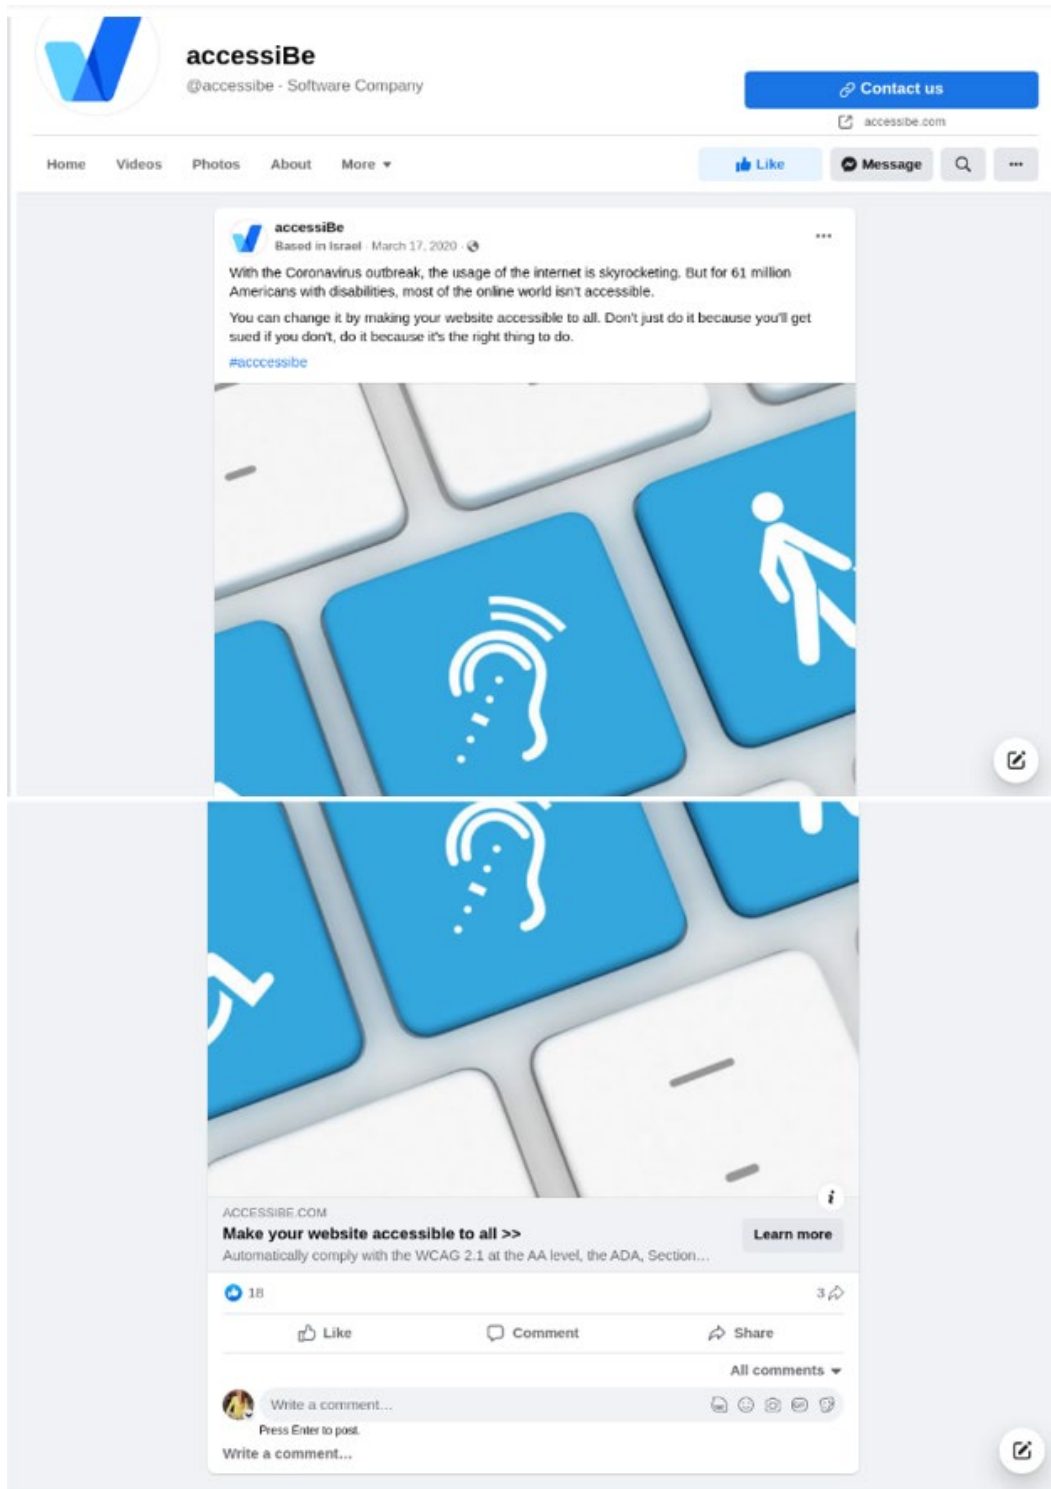 accessiBe
@accessibe - Software Company
Contact us
accessibe.com
Home Videos Photos About More
Like Message
accessiBe
Based in Israel · March 17, 2020 ·
With the Coronavirus outbreak, the usage of the internet is skyrocketing. But for 61 million
Americans with disabilities, most of the online world isn't accessible.
You can change it by making your website accessible to all. Don't just do it because you'll get
sued if you don't, do it because it's the right thing to do.
#acccessibe
ACCESSIBE.COM
Make your website accessible to all >>
Learn more
Automatically comply with the WCAG 2.1 at the AA level, the ADA, Section...
18
3
Like Comment Share
All comments
Write a comment...
Press Enter to post.
Write a comment...